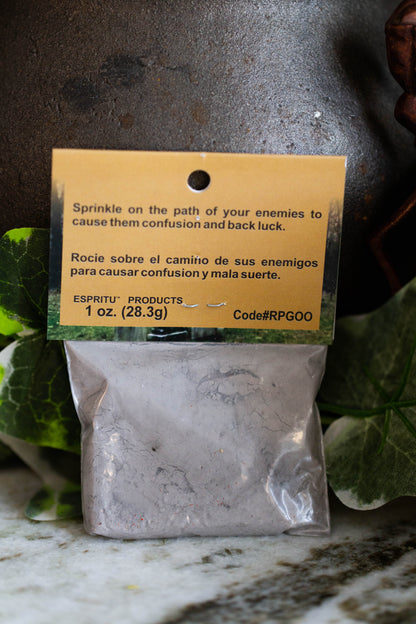 Sprinkle on the path of your enemies to
cause them confusion and back luck.
Rocie sobre el camino de sus enemigos
para causar confusion y mala suerte.
ESPRITU™ PRODUCTS
1 oz. (28.3g) Code#RPGOO